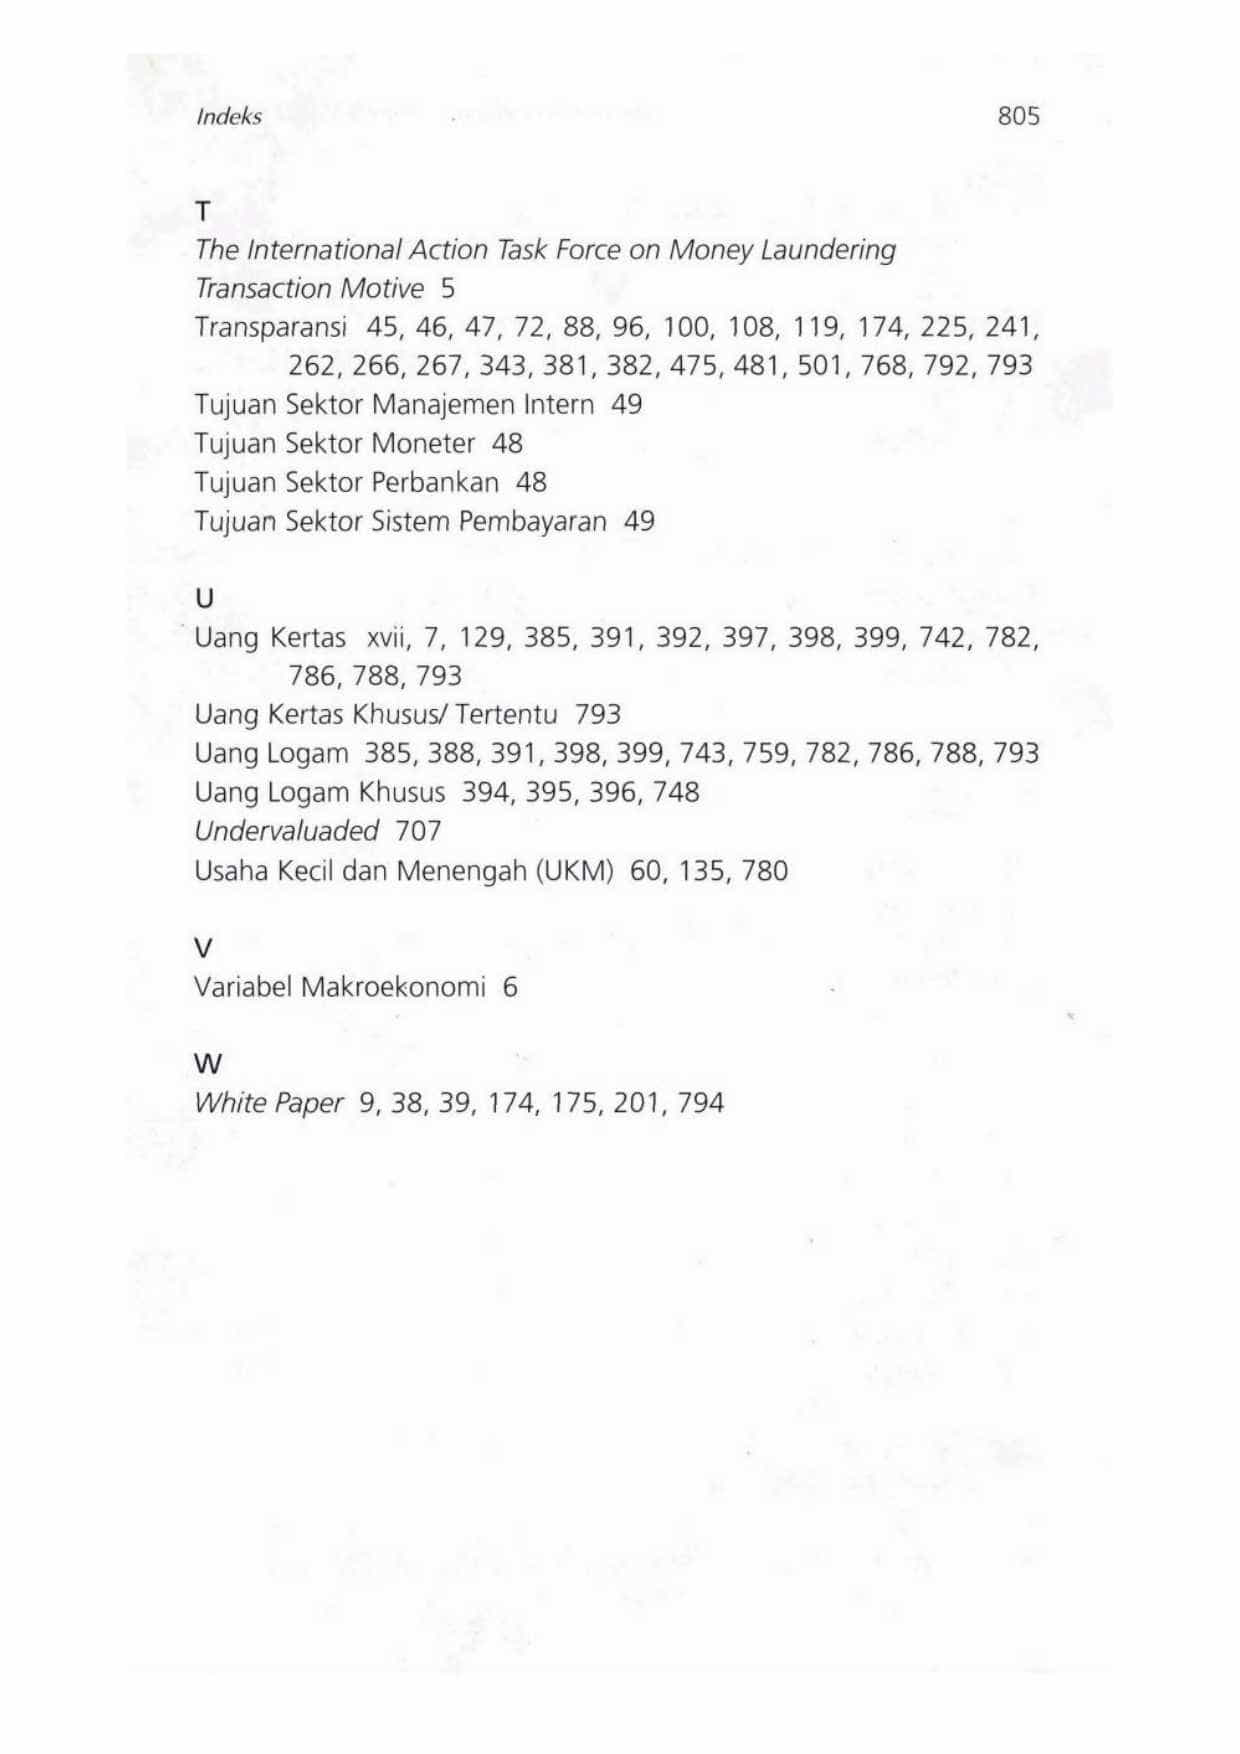 Indeks 805
T
The International Action Task Force on Money Laundering
Transaction Motive 5
Transparansi 45, 46, 47, 72, 88, 96, 100, 108, 119, 174, 225, 241,
262, 266, 267, 343, 381, 382, 475, 481, 501, 768, 792, 793
Tujuan Sektor Manajemen Intern 49
Tujuan Sektor Moneter 48
Tujuan Sektor Perbankan 48
Tujuan Sektor Sistem Pembayaran 49
U
Uang Kertas xvii, 7, 129, 385, 391, 392, 397, 398, 399, 742, 782,
786, 788, 793
Uang Kertas Khusus/ Tertentu 793
Uang Logam 385, 388, 391, 398, 399, 743, 759, 782, 786, 788, 793
Uang Logam Khusus 394, 395, 396, 748
Undervaluaded 707
Usaha Kecil dan Menengah (UKM) 60, 135, 780
V
Variabel Makroekonomi 6
W
White Paper 9, 38, 39, 174, 175, 201, 794